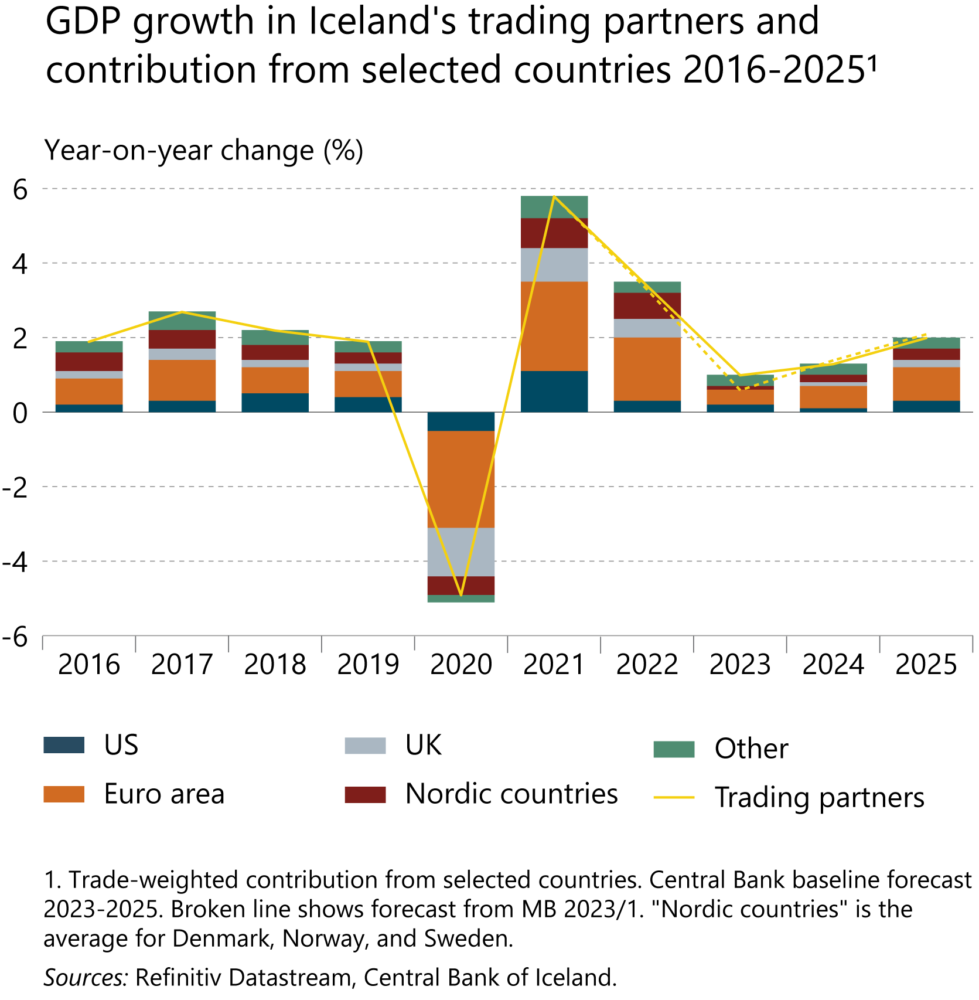 GDP growth in Iceland's trading partners and
contribution from selected countries 2016-2025¹
Year-on-year change (%)
6
4
2
0
-2
-4
-6
2016 2017 2018 2019 2020 2021 2022 2023 2024 2025
US UK Other
Euro area Nordic countries Trading partners
1. Trade-weighted contribution from selected countries. Central Bank baseline forecast
2023-2025. Broken line shows forecast from MB 2023/1. "Nordic countries" is the
average for Denmark, Norway, and Sweden.
Sources: Refinitiv Datastream, Central Bank of Iceland.